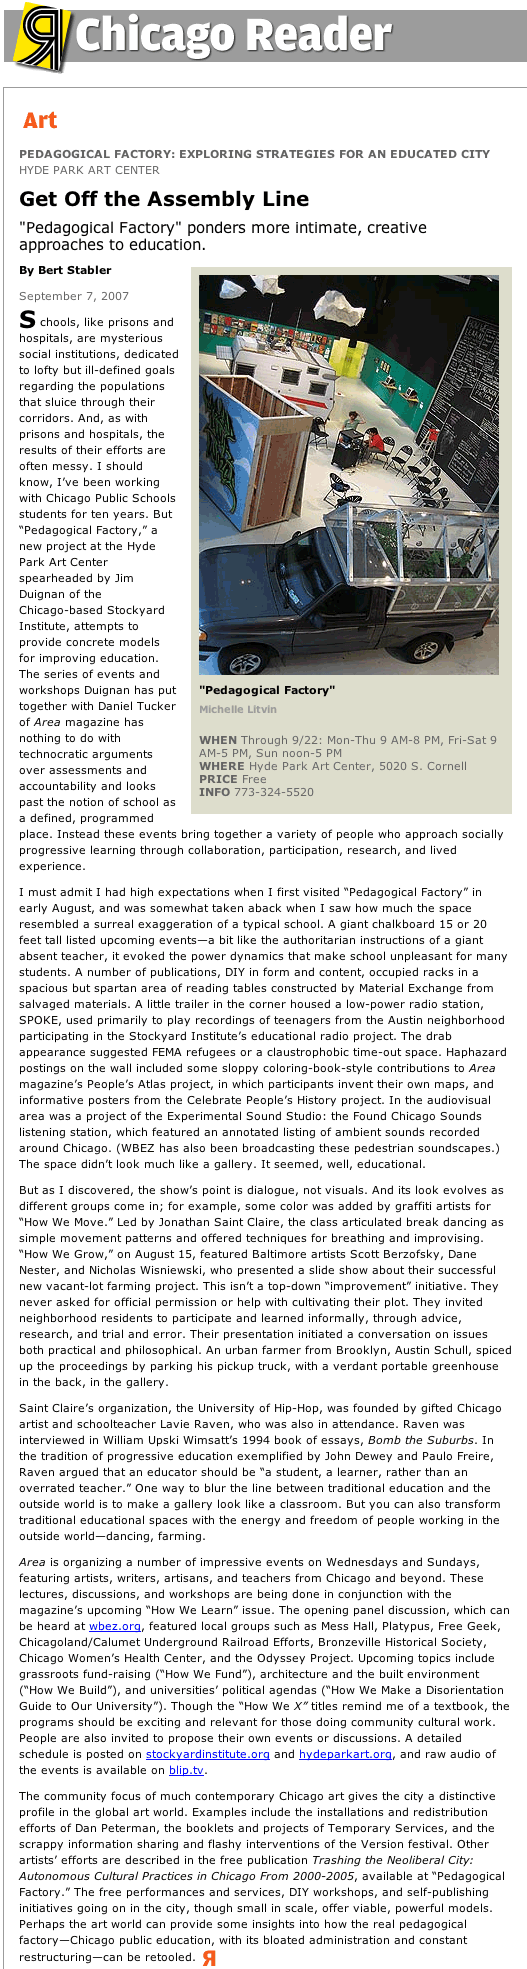 Chicago Reader
Art
PEDAGOGICAL FACTORY: EXPLORING STRATEGIES FOR AN EDUCATED CITY
HYDE PARK ART CENTER
Get Off the Assembly Line
"Pedagogical Factory" ponders more intimate, creative
approaches to education.
By Bert Stabler
September 7, 2007
Schools, like prisons and
hospitals, are mysterious
social institutions, dedicated
to lofty but ill-defined goals
regarding the populations
that sluice through their
corridors. And, as with
prisons and hospitals, the
results of their efforts are
often messy. I should
know, I've been working
with Chicago Public Schools
students for ten years. But
“Pedagogical Factory,” a
new project at the Hyde
Park Art Center
spearheaded by Jim
Duignan of the
Chicago-based Stockyard
Institute, attempts to
provide concrete models
for improving education.
The series of events and
workshops Duignan has put
together with Daniel Tucker
of Area magazine has
nothing to do with
technocratic arguments
over assessments and
accountability and looks
past the notion of school as
a defined, programmed
place. Instead these events bring together a variety of people who approach socially
progressive learning through collaboration, participation, research, and lived
experience.
"Pedagogical Factory"
Michelle Litvin
WHEN Through 9/22: Mon-Thu 9 AM-8 PM, Fri-Sat 9
AM-5 PM, Sun noon-5 PM
WHERE Hyde Park Art Center, 5020 S. Cornell
PRICE Free
INFO 773-324-5520
I must admit I had high expectations when I first visited “Pedagogical Factory” in
early August, and was somewhat taken aback when I saw how much the space
resembled a surreal exaggeration of a typical school. A giant chalkboard 15 or 20
feet tall listed upcoming events—a bit like the authoritarian instructions of a giant
absent teacher, it evoked the power dynamics that make school unpleasant for many
students. A number of publications, DIY in form and content, occupied racks in a
spacious but spartan area of reading tables constructed by Material Exchange from
salvaged materials. A little trailer in the corner housed a low-power radio station,
SPOKE, used primarily to play recordings of teenagers from the Austin neighborhood
participating in the Stockyard Institute’s educational radio project. The drab
appearance suggested FEMA refugees or a claustrophobic time-out space. Haphazard
postings on the wall included some sloppy coloring-book-style contributions to Area
magazine’s People’s Atlas project, in which participants invent their own maps, and
informative posters from the Celebrate People’s History project. In the audiovisual
area was a project of the Experimental Sound Studio: the Found Chicago Sounds
listening station, which featured an annotated listing of ambient sounds recorded
around Chicago. (WBEZ has also been broadcasting these pedestrian soundscapes.)
The space didn’t look much like a gallery. It seemed, well, educational.
But as I discovered, the show’s point is dialogue, not visuals. And its look evolves as
different groups come in; for example, some color was added by graffiti artists for
“How We Move.” Led by Jonathan Saint Claire, the class articulated break dancing as
simple movement patterns and offered techniques for breathing and improvising.
“How We Grow,” on August 15, featured Baltimore artists Scott Berzofsky, Dane
Nester, and Nicholas Wisniewski, who presented a slide show about their successful
new vacant-lot farming project. This isn’t a top-down “improvement” initiative. They
never asked for official permission or help with cultivating their plot. They invited
neighborhood residents to participate and learned informally, through advice,
research, and trial and error. Their presentation initiated a conversation on issues
both practical and philosophical. An urban farmer from Brooklyn, Austin Schull, spiced
up the proceedings by parking his pickup truck, with a verdant portable greenhouse
in the back, in the gallery.
Saint Claire’s organization, the University of Hip-Hop, was founded by gifted Chicago
artist and schoolteacher Lavie Raven, who was also in attendance. Raven was
interviewed in William Upski Wimsatt’s 1994 book of essays, Bomb the Suburbs. In
the tradition of progressive education exemplified by John Dewey and Paulo Freire,
Raven argued that an educator should be “a student, a learner, rather than an
overrated teacher.” One way to blur the line between traditional education and the
outside world is to make a gallery look like a classroom. But you can also transform
traditional educational spaces with the energy and freedom of people working in the
outside world—dancing, farming.
Area is organizing a number of impressive events on Wednesdays and Sundays,
featuring artists, writers, artisans, and teachers from Chicago and beyond. These
lectures, discussions, and workshops are being done in conjunction with the
magazine’s upcoming “How We Learn” issue. The opening panel discussion, which can
be heard at wbez.org, featured local groups such as Mess Hall, Platypus, Free Geek,
Chicagoland/Calumet Underground Railroad Efforts, Bronzeville Historical Society,
Chicago Women’s Health Center, and the Odyssey Project. Upcoming topics include
grassroots fund-raising (“How We Fund”), architecture and the built environment
(“How We Build”), and universities’ political agendas (“How We Make a Disorientation
Guide to Our University”). Though the “How We X” titles remind me of a textbook, the
programs should be exciting and relevant for those doing community cultural work.
People are also invited to propose their own events or discussions. A detailed
schedule is posted on stockyardinstitute.org and hydeparkart.org, and raw audio of
the events is available on blip.tv.
The community focus of much contemporary Chicago art gives the city a distinctive
profile in the global art world. Examples include the installations and redistribution
efforts of Dan Peterman, the booklets and projects of Temporary Services, and the
scrappy information sharing and flashy interventions of the Version festival. Other
artists’ efforts are described in the free publication Trashing the Neoliberal City:
Autonomous Cultural Practices in Chicago From 2000-2005, available at “Pedagogical
Factory.” The free performances and services, DIY workshops, and self-publishing
initiatives going on in the city, though small in scale, offer viable, powerful models.
Perhaps the art world can provide some insights into how the real pedagogical
factory—Chicago public education, with its bloated administration and constant
restructuring—can be retooled.